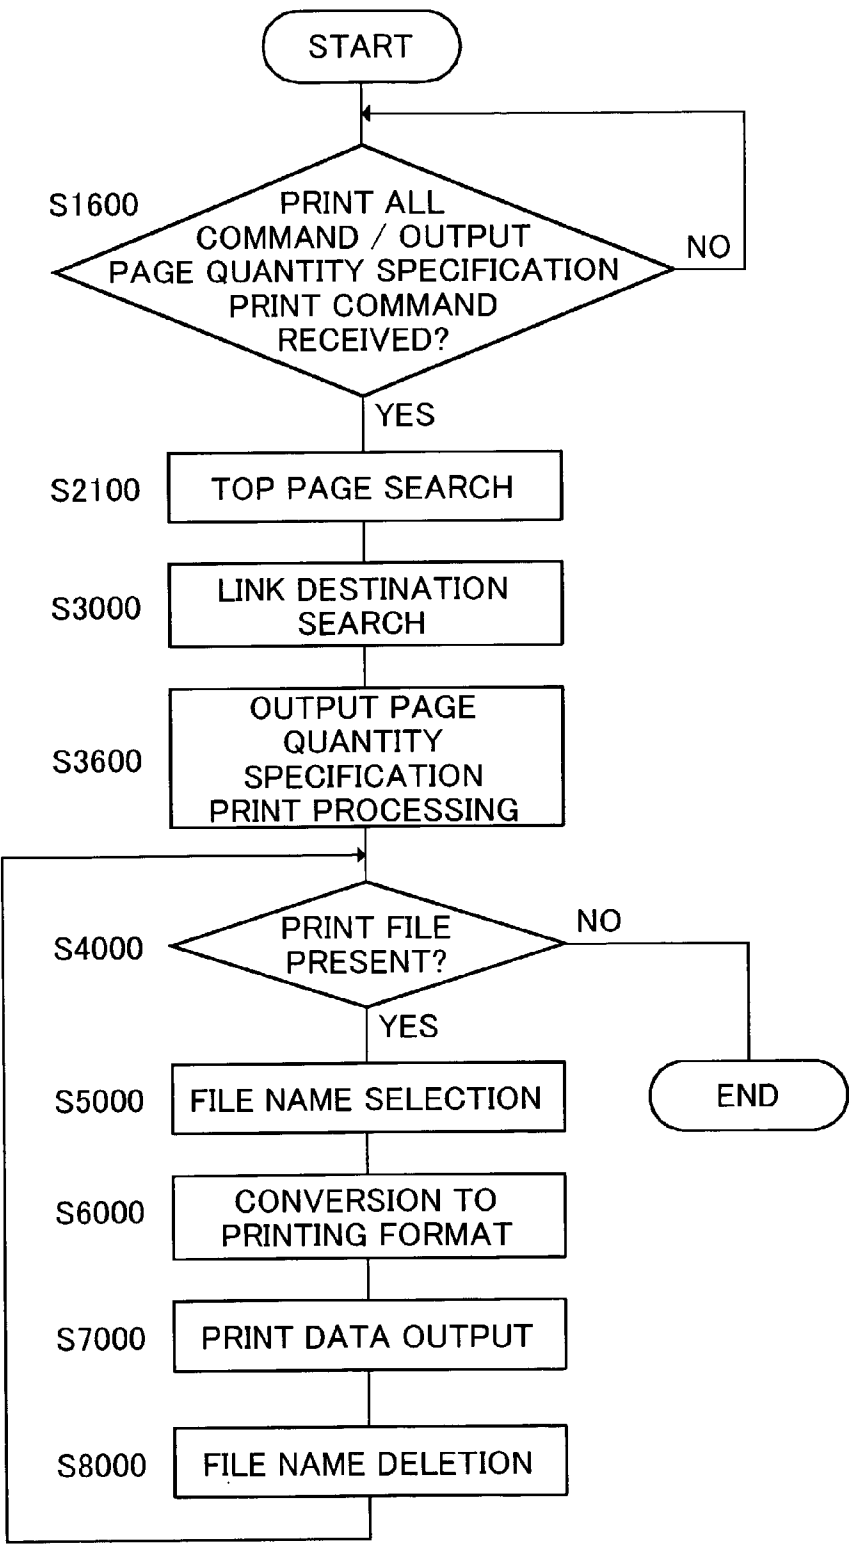 START
S1600
PRINT ALL
COMMAND / OUTPUT
PAGE QUANTITY SPECIFICATION
PRINT COMMAND
RECEIVED?
NO
YES
S2100
TOP PAGE SEARCH
S3000
LINK DESTINATION
SEARCH
S3600
OUTPUT PAGE
QUANTITY
SPECIFICATION
PRINT PROCESSING
S4000
PRINT FILE
PRESENT?
NO
YES
S5000
FILE NAME SELECTION
END
S6000
CONVERSION TO
PRINTING FORMAT
S7000
PRINT DATA OUTPUT
S8000
FILE NAME DELETION